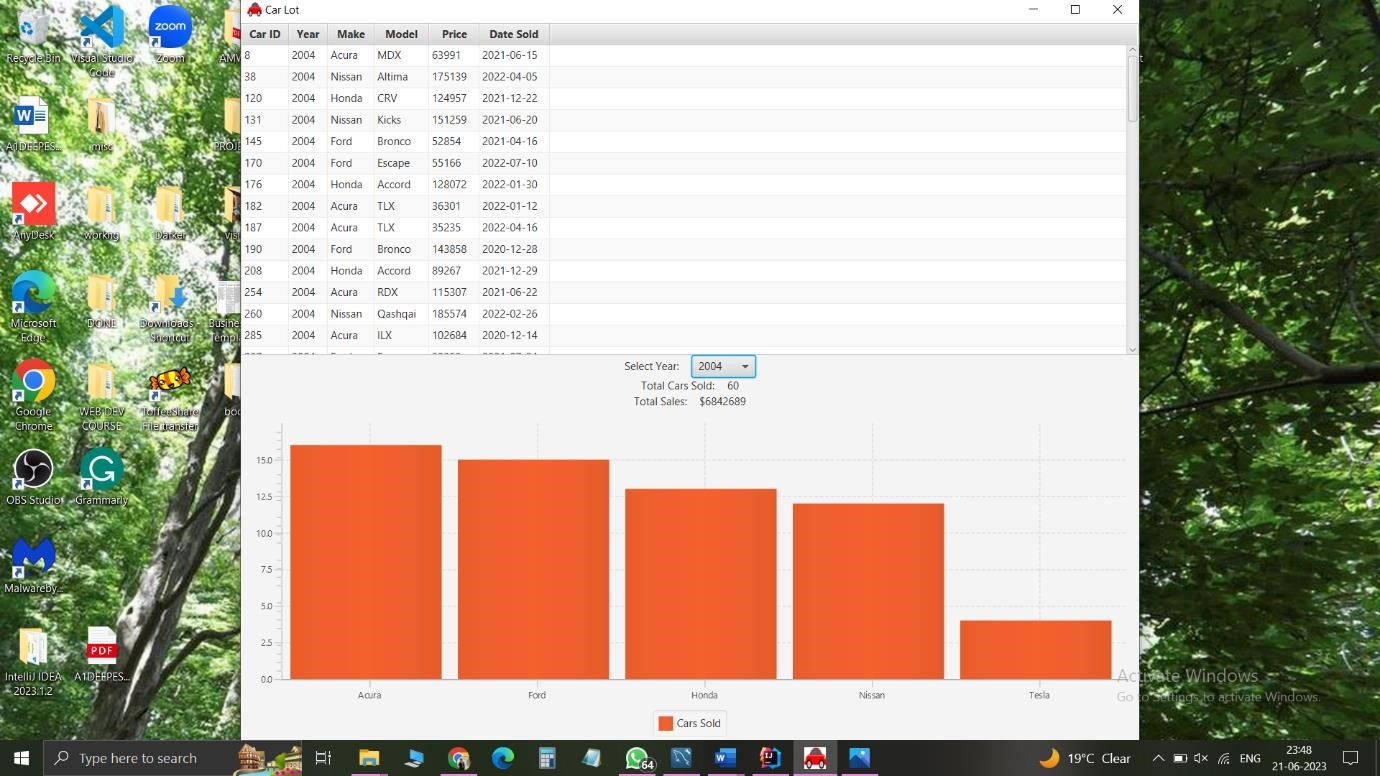 Car Lot
Car ID Year Make Model Price Date Sold
8 2004 Acura MDX 63991 2021-06-15
38 2004 Nissan Altima 175139 2022-04-05
120 2004 Honda CRV 124957 2021-12-22
131 2004 Nissan Kicks 151259 2021-06-20
145 2004 Ford Bronco 52854 2021-04-16
170 2004 Ford Escape 55166 2022-07-10
176 2004 Honda Accord 128072 2022-01-30
182 2004 Acura TLX 36301 2022-01-12
187 2004 Acura TLX 35235 2022-04-16
190 2004 Ford Bronco 143858 2020-12-28
208 2004 Honda Accord 89267 2021-12-29
254 2004 Acura RDX 115307 2021-06-22
260 2004 Nissan Qashqai 185574 2022-02-26
285 2004 Acura ILX 102684 2020-12-14
Select Year: 2004
Total Cars Sold: 60
Total Sales: $6842689
15.0
12.5
10.0
7.5
5.0
2.5
0.0
Acura Ford Honda Nissan Tesla
Cars Sold
Recycle Bin
Visual Studio
Code
zoom
Zoom
A1DEEPES...
misc
AnyDesk
workng
Darker
Microsoft
Edge
DONE
Downloads -
Shortcut
Google
Chrome
WEB DEV
COURSE
ToffeeShare
File transfer
OBS Studio
Grammarly
Malwareby...
PDF
IntelliJ IDEA
2023.1.2
A1DEEPES...
Activate Windows
Go to Settings to activate Windows.
Type here to search
64
19°C Clear
ENG
23:48
21-06-2023